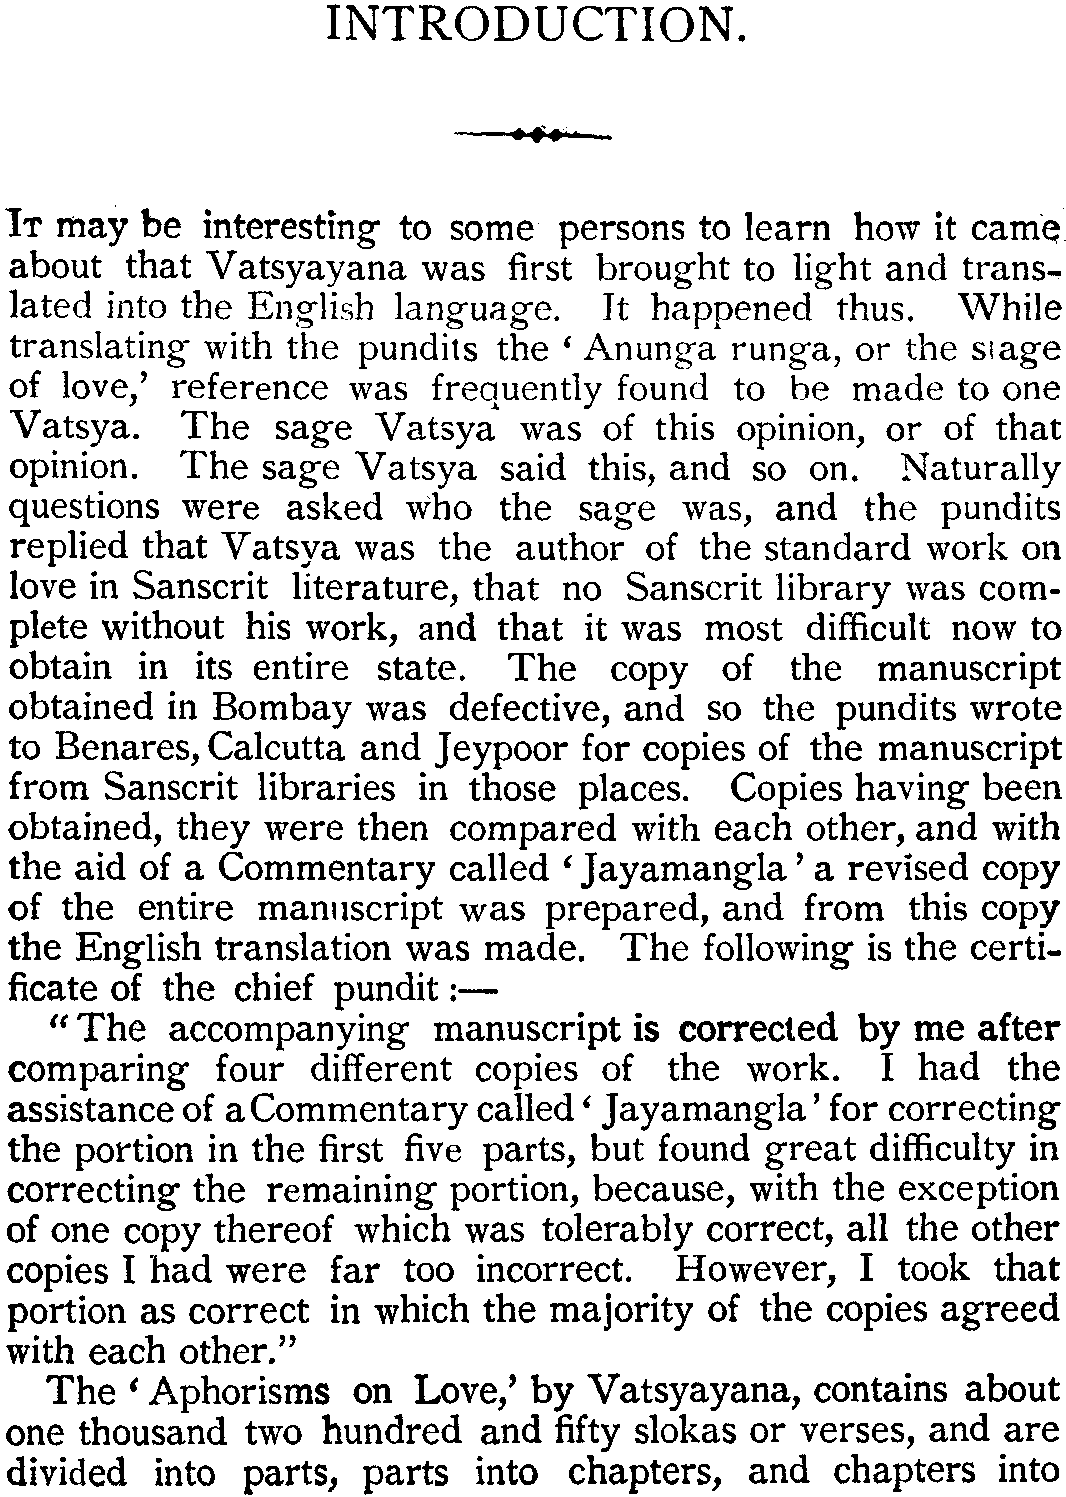 INTRODUCTION.
IT may be interesting to some persons to learn how it came
about that Vatsyayana was first brought to light and trans-
lated into the English language. It happened thus. While
translating with the pundits the ‘ Anunga runga, or the stage
of love,’ reference was frequently found to be made to one
Vatsya. The sage Vatsya was of this opinion, or of that
opinion. The sage Vatsya said this, and so on. Naturally
questions were asked who the sage was, and the pundits
replied that Vatsya was the author of the standard work on
love in Sanscrit literature, that no Sanscrit library was com-
plete without his work, and that it was most difficult now to
obtain in its entire state. The copy of the manuscript
obtained in Bombay was defective, and so the pundits wrote
to Benares, Calcutta and Jeypoor for copies of the manuscript
from Sanscrit libraries in those places. Copies having been
obtained, they were then compared with each other, and with
the aid of a Commentary called ‘ Jayamangla ’ a revised copy
of the entire manuscript was prepared, and from this copy
the English translation was made. The following is the certi-
ficate of the chief pundit :—
“ The accompanying manuscript is corrected by me after
comparing four different copies of the work. I had the
assistance of a Commentary called ‘ Jayamangla ’ for correcting
the portion in the first five parts, but found great difficulty in
correcting the remaining portion, because, with the exception
of one copy thereof which was tolerably correct, all the other
copies I had were far too incorrect. However, I took that
portion as correct in which the majority of the copies agreed
with each other.”
The ‘ Aphorisms on Love,’ by Vatsyayana, contains about
one thousand two hundred and fifty slokas or verses, and are
divided into parts, parts into chapters, and chapters into